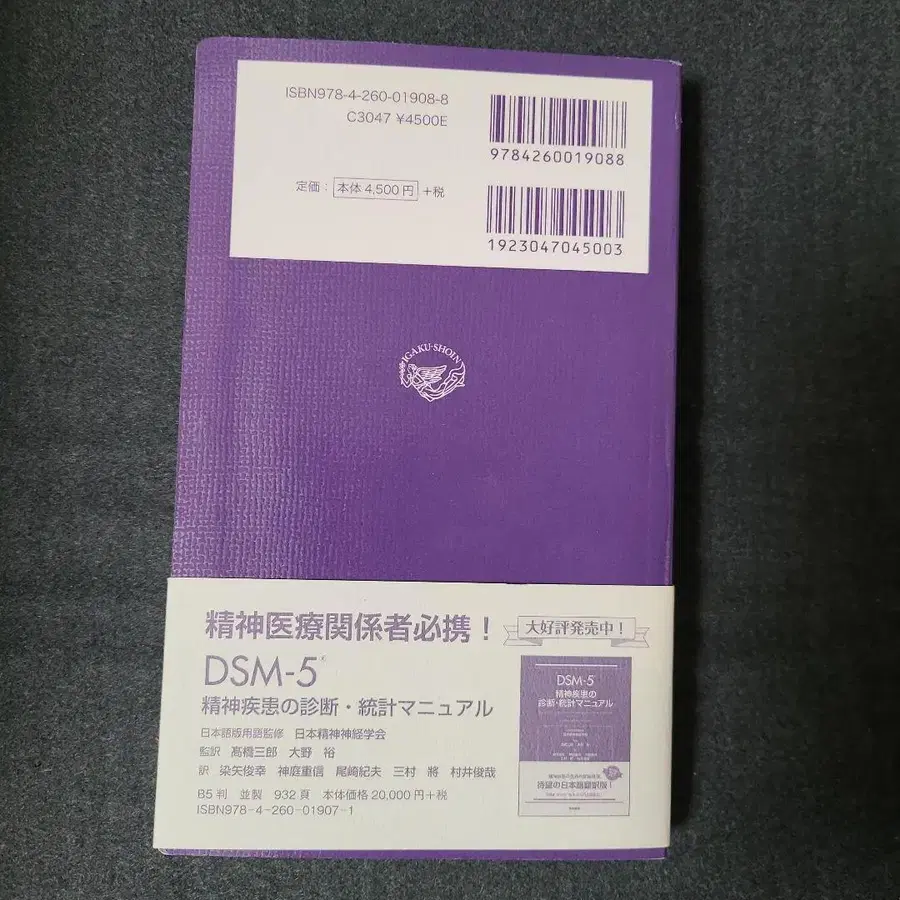 ISBN978-4-260-01908-8
C3047 ¥4500E
9784260019088
定価：本体 4,500円 +税
1923047045003
IGAKU-SHOIN
精神医療関係者必携！
大好評発売中！
DSM-5
精神疾患の診断・統計マニュアル
日本語版用語監修 日本精神神経学会
監訳 髙橋三郎 大野 裕
訳 染矢俊幸 神庭重信 尾崎紀夫 三村 將 村井俊哉
B5判 並製 932頁 本体価格20,000円+税
ISBN978-4-260-01907-1
DSM-5
精神疾患の
診断・統計マニュアル
待望の日本語翻訳版！